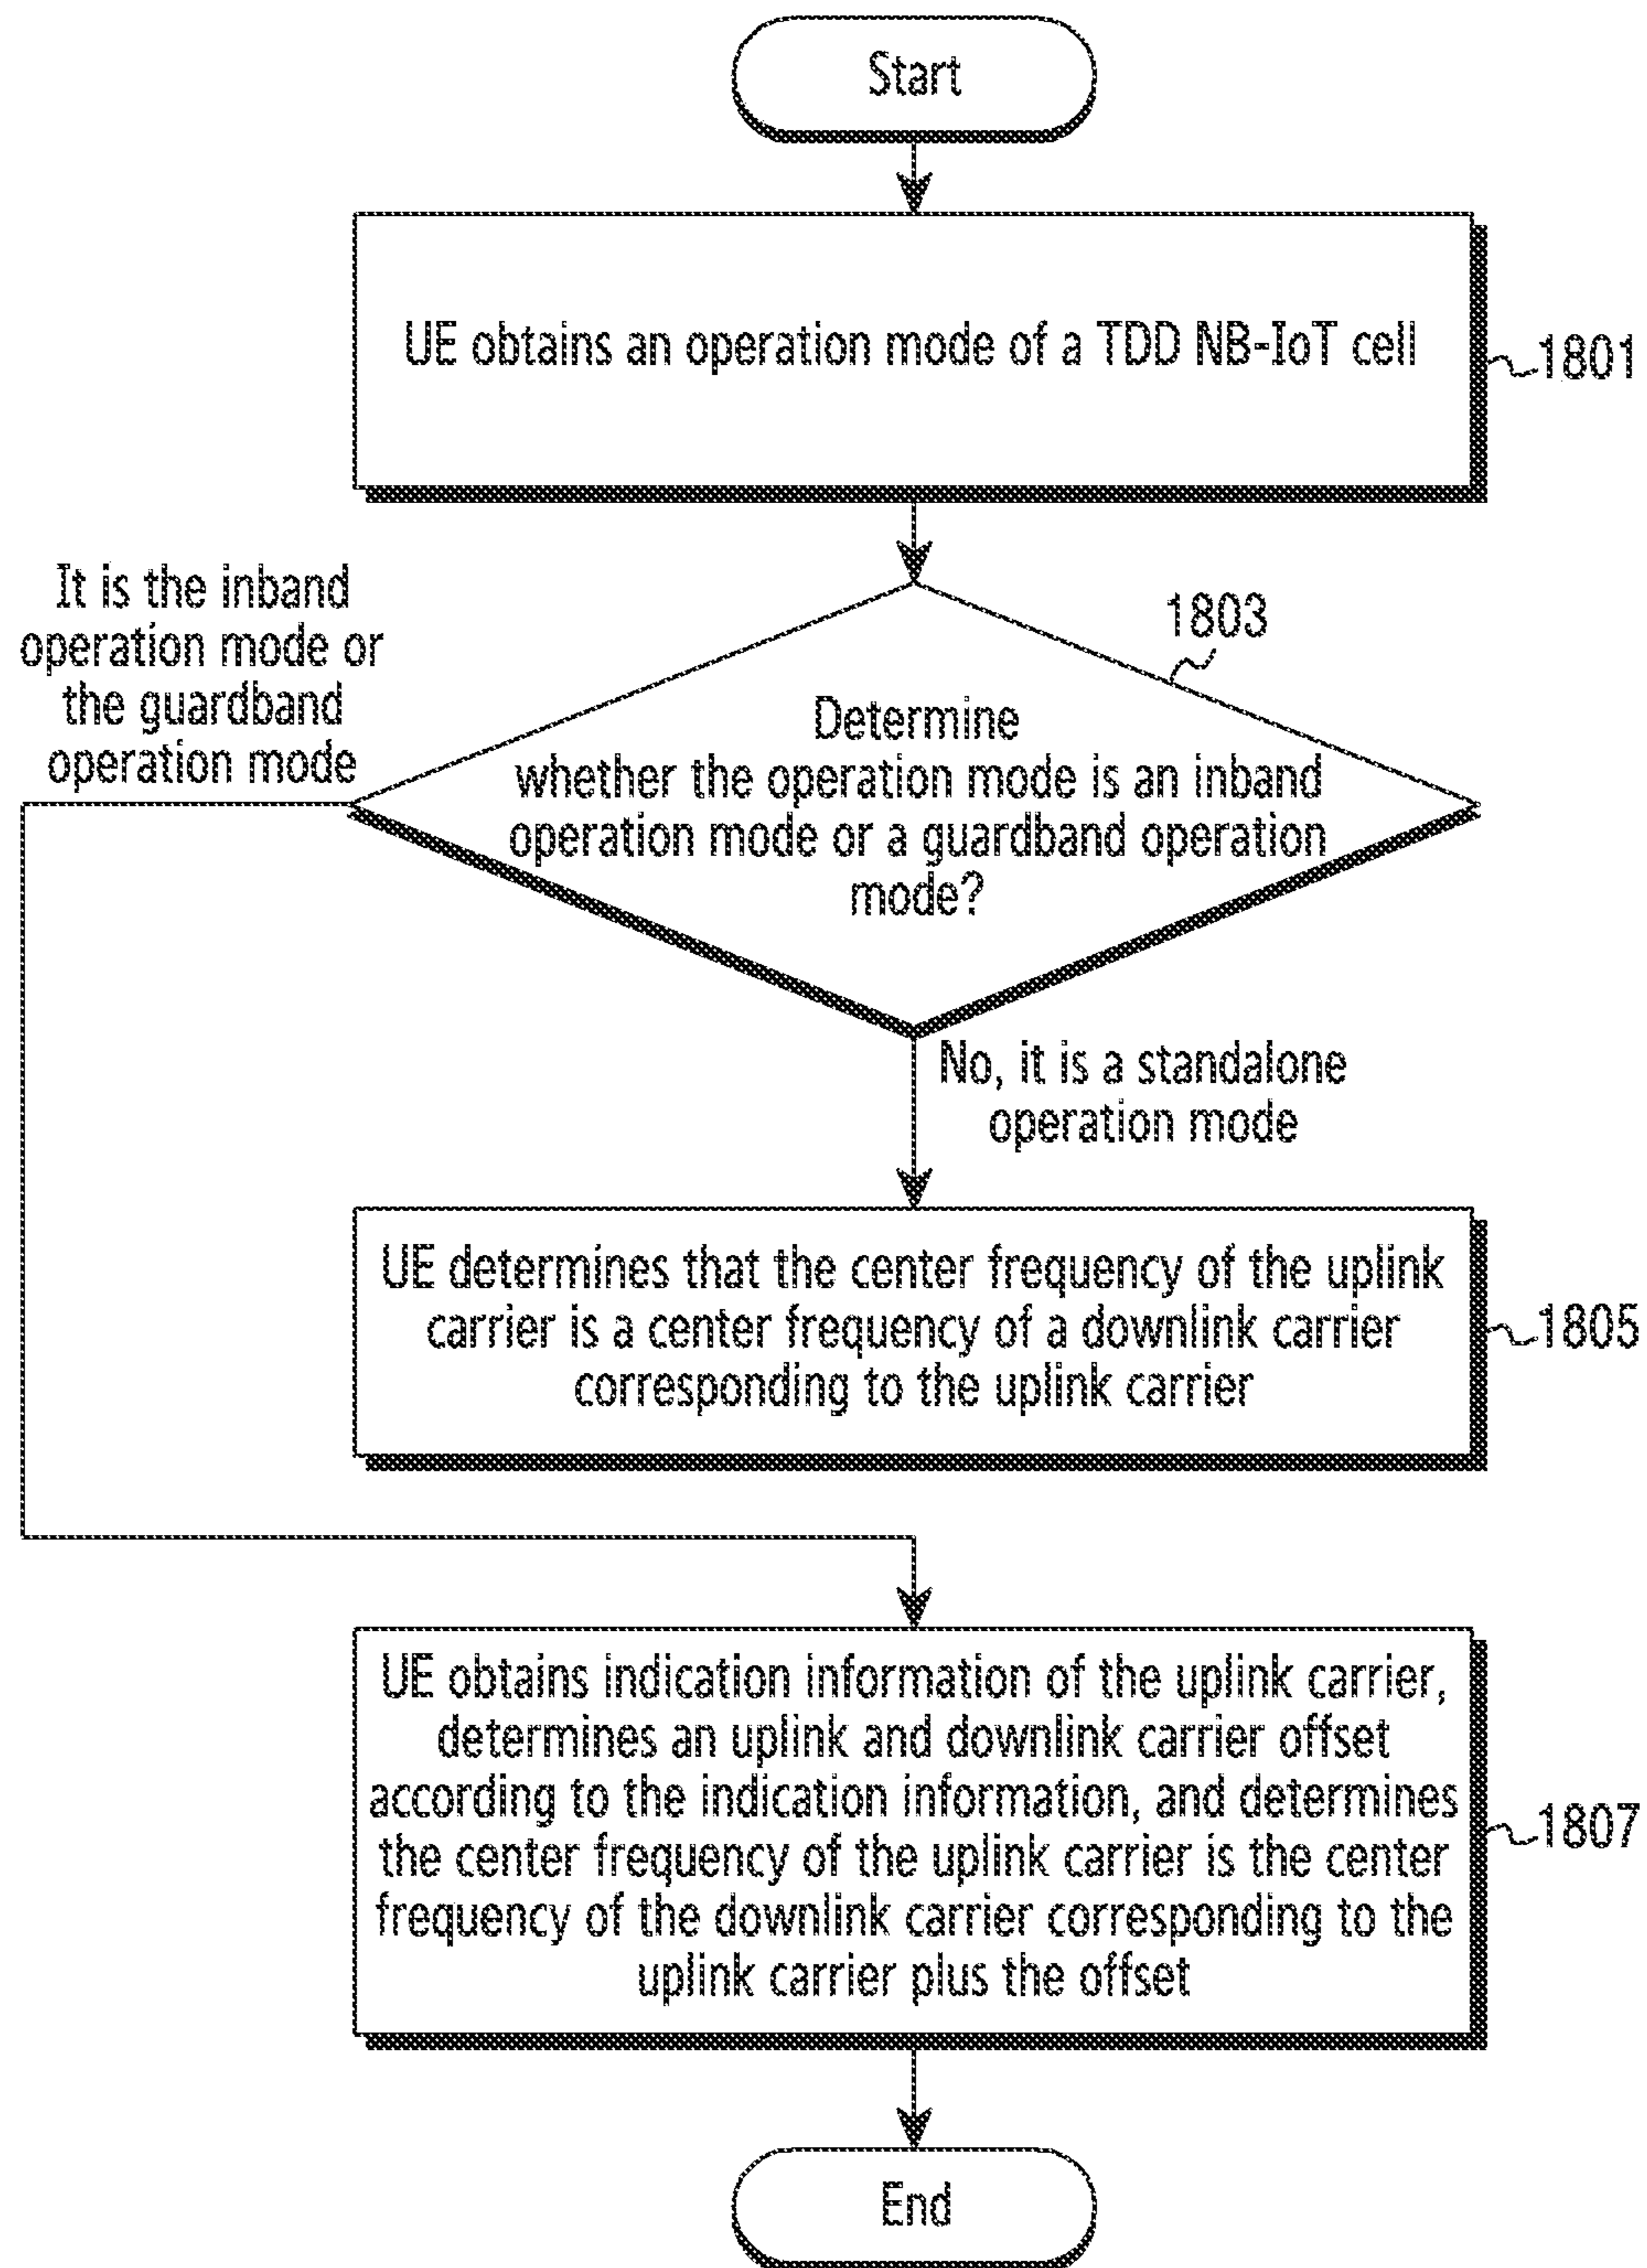 Start
UE obtains an operation mode of a TDD NB-IoT cell
1801
It is the inband
operation mode or
the guardband
operation mode
1803
Determine
whether the operation mode is an inband
operation mode or a guardband operation
mode?
No, it is a standalone
operation mode
UE determines that the center frequency of the uplink
carrier is a center frequency of a downlink carrier
corresponding to the uplink carrier
1805
UE obtains indication information of the uplink carrier,
determines an uplink and downlink carrier offset
according to the indication information, and determines
the center frequency of the uplink carrier is the center
frequency of the downlink carrier corresponding to the
uplink carrier plus the offset
1807
End